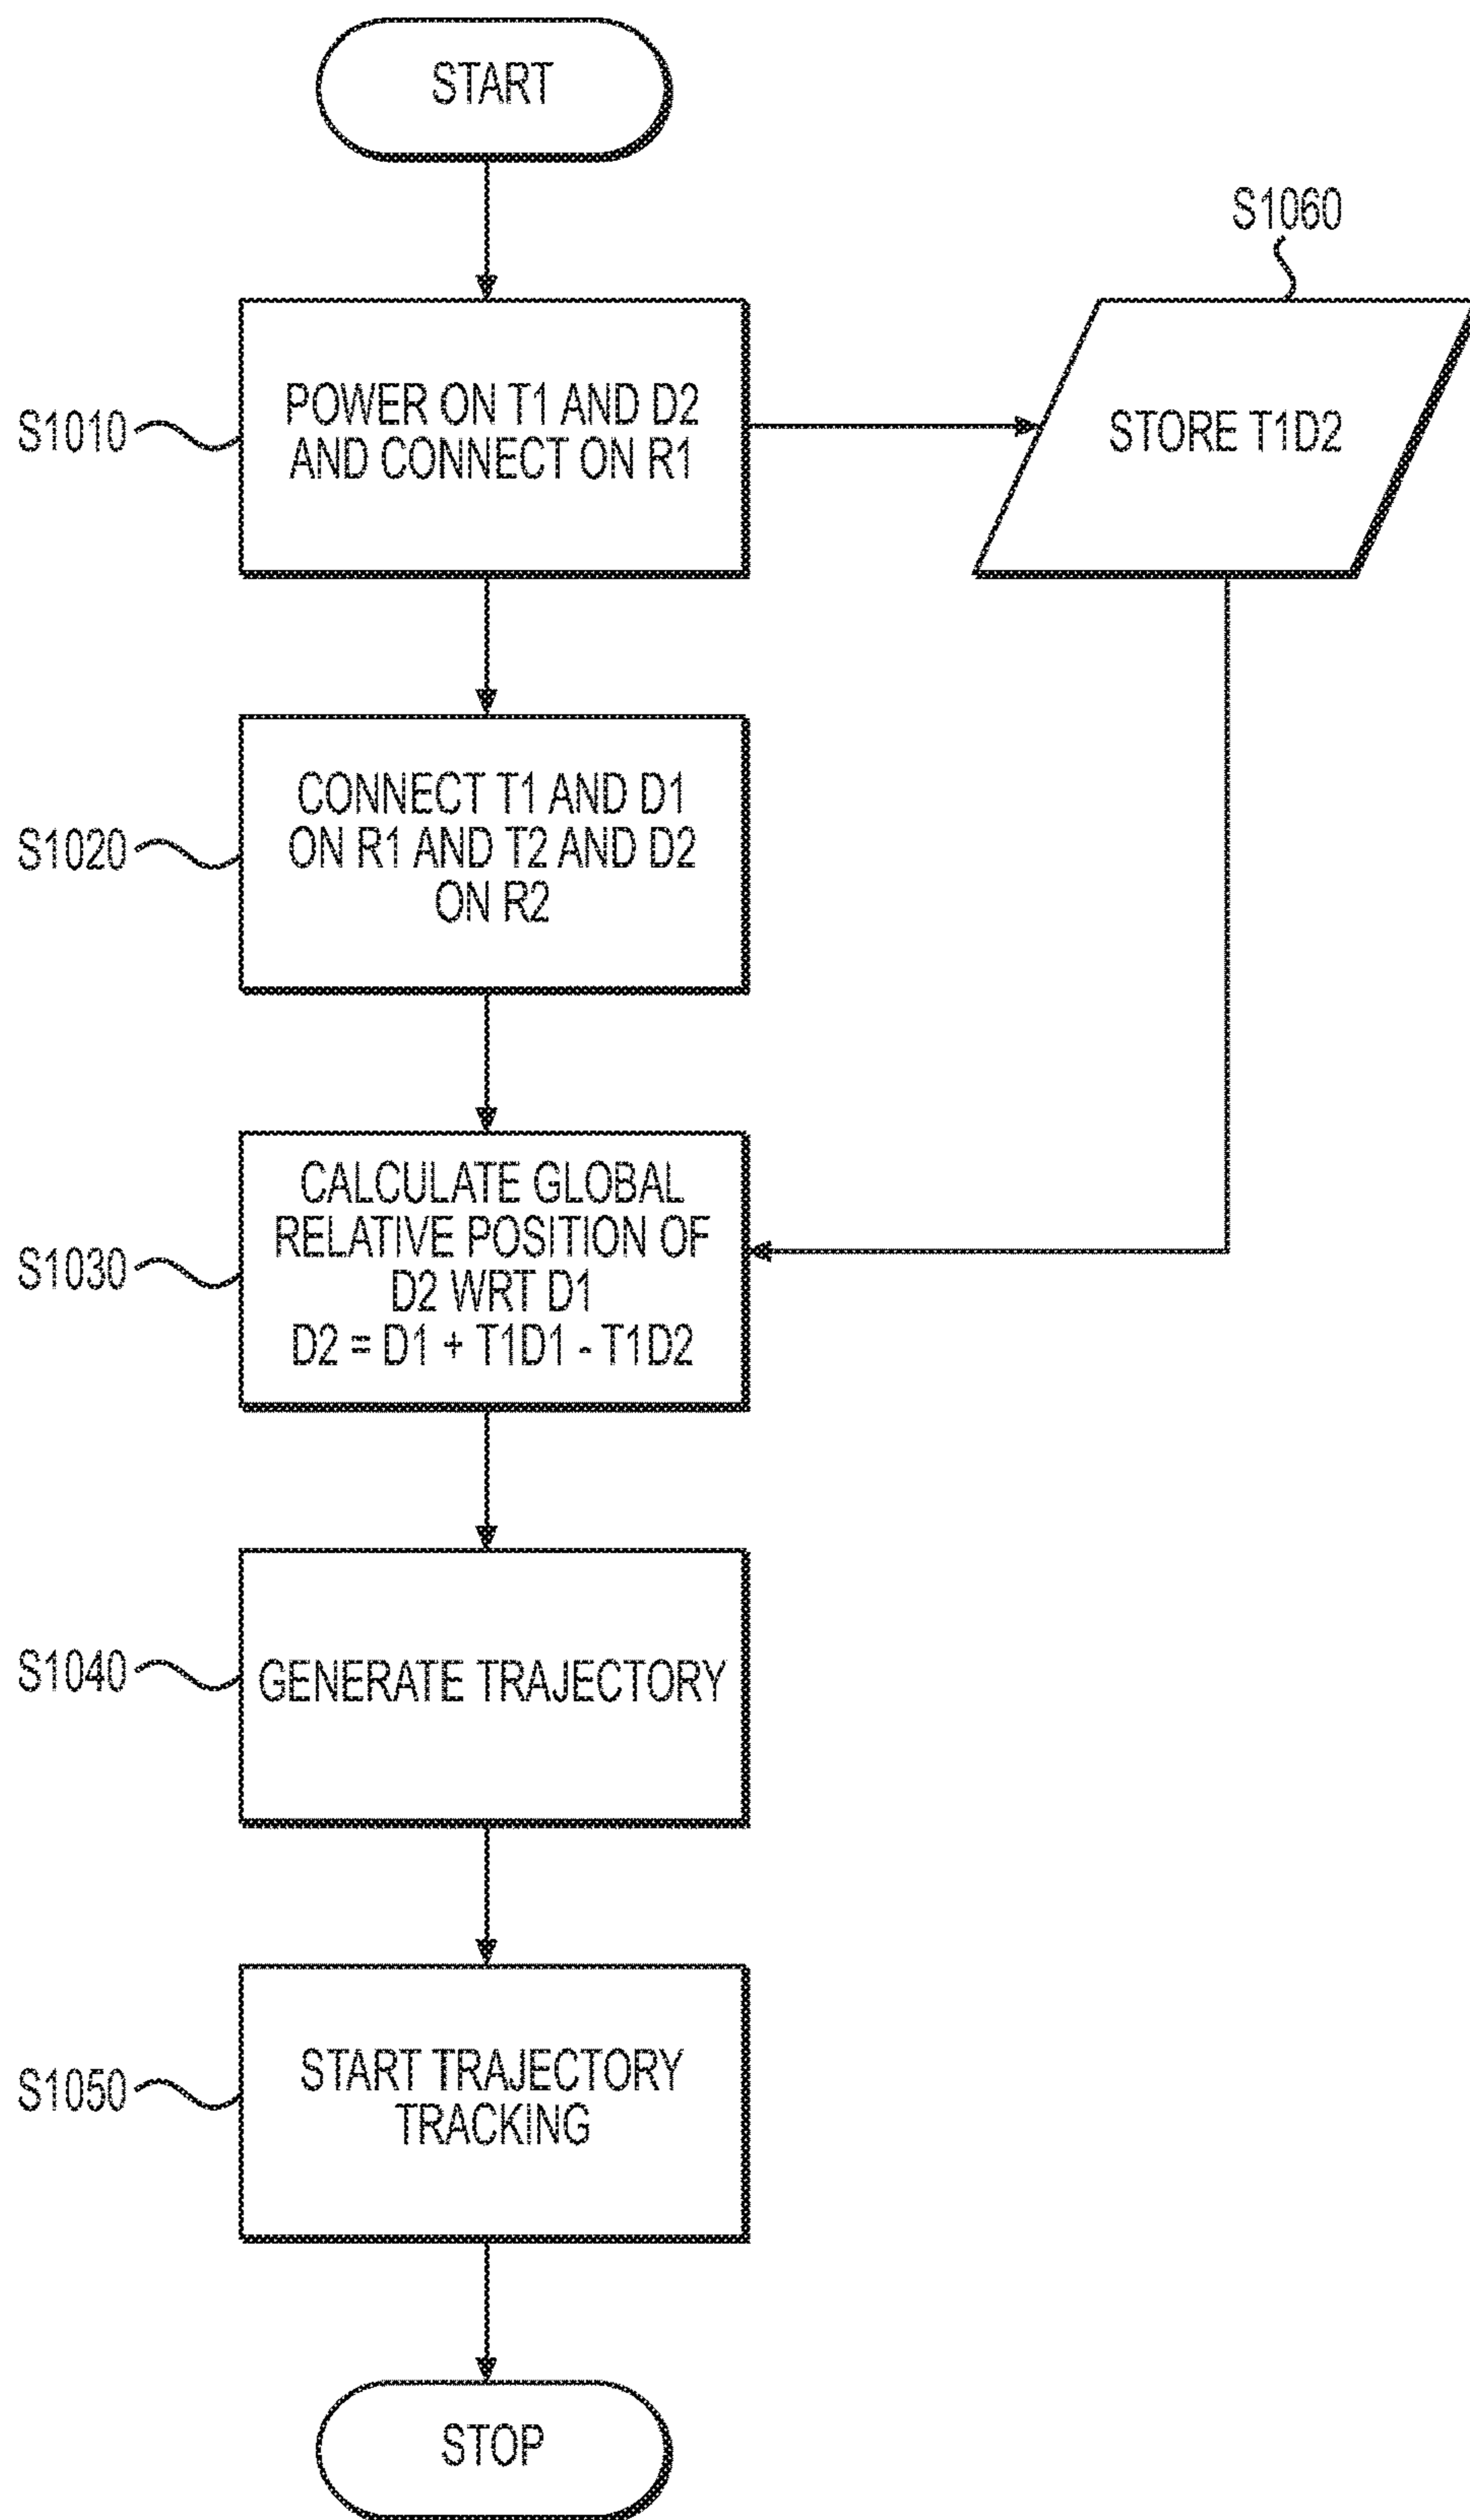 START
S1060
S1010
POWER ON T1 AND D2
AND CONNECT ON R1
STORE T1D2
S1020
CONNECT T1 AND D1
ON R1 AND T2 AND D2
ON R2
S1030
CALCULATE GLOBAL
RELATIVE POSITION OF
D2 WRT D1
D2 = D1 + T1D1 - T1D2
S1040
GENERATE TRAJECTORY
S1050
START TRAJECTORY
TRACKING
STOP